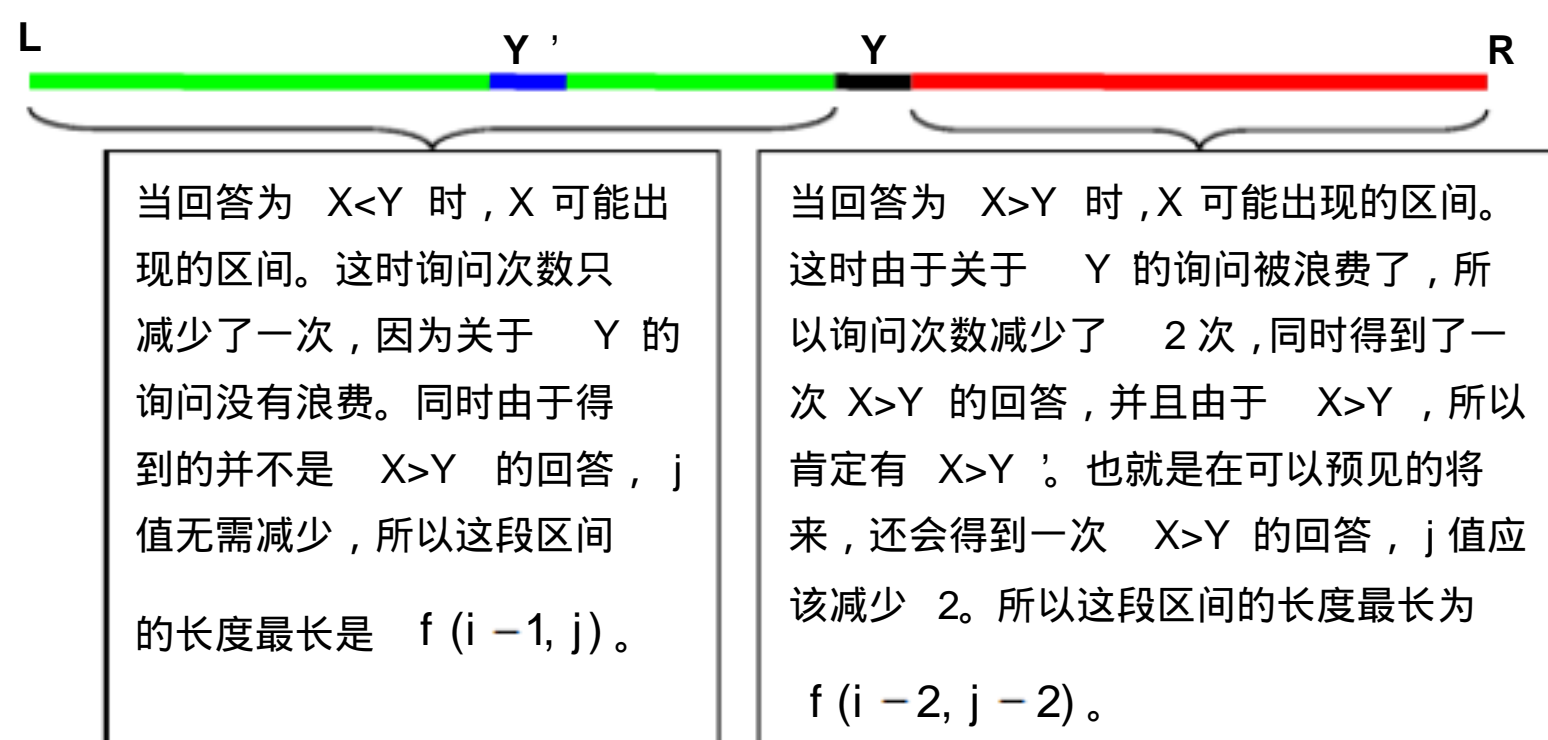 L Y ’ Y R
当回答为 X<Y 时，X 可能出
现的区间。这时询问次数只
减少了一次，因为关于 Y 的
询问没有浪费。同时由于得
到的并不是 X>Y 的回答，j
值无需减少，所以这段区间
的长度最长是 f (i −1, j) 。
当回答为 X>Y 时，X 可能出现的区间。
这时由于关于 Y 的询问被浪费了，所
以询问次数减少了 2 次，同时得到了一
次 X>Y 的回答，并且由于 X>Y ，所以
肯定有 X>Y ’。也就是在可以预见的将
来，还会得到一次 X>Y 的回答，j 值应
该减少 2。所以这段区间的长度最长为
f (i − 2, j − 2) 。